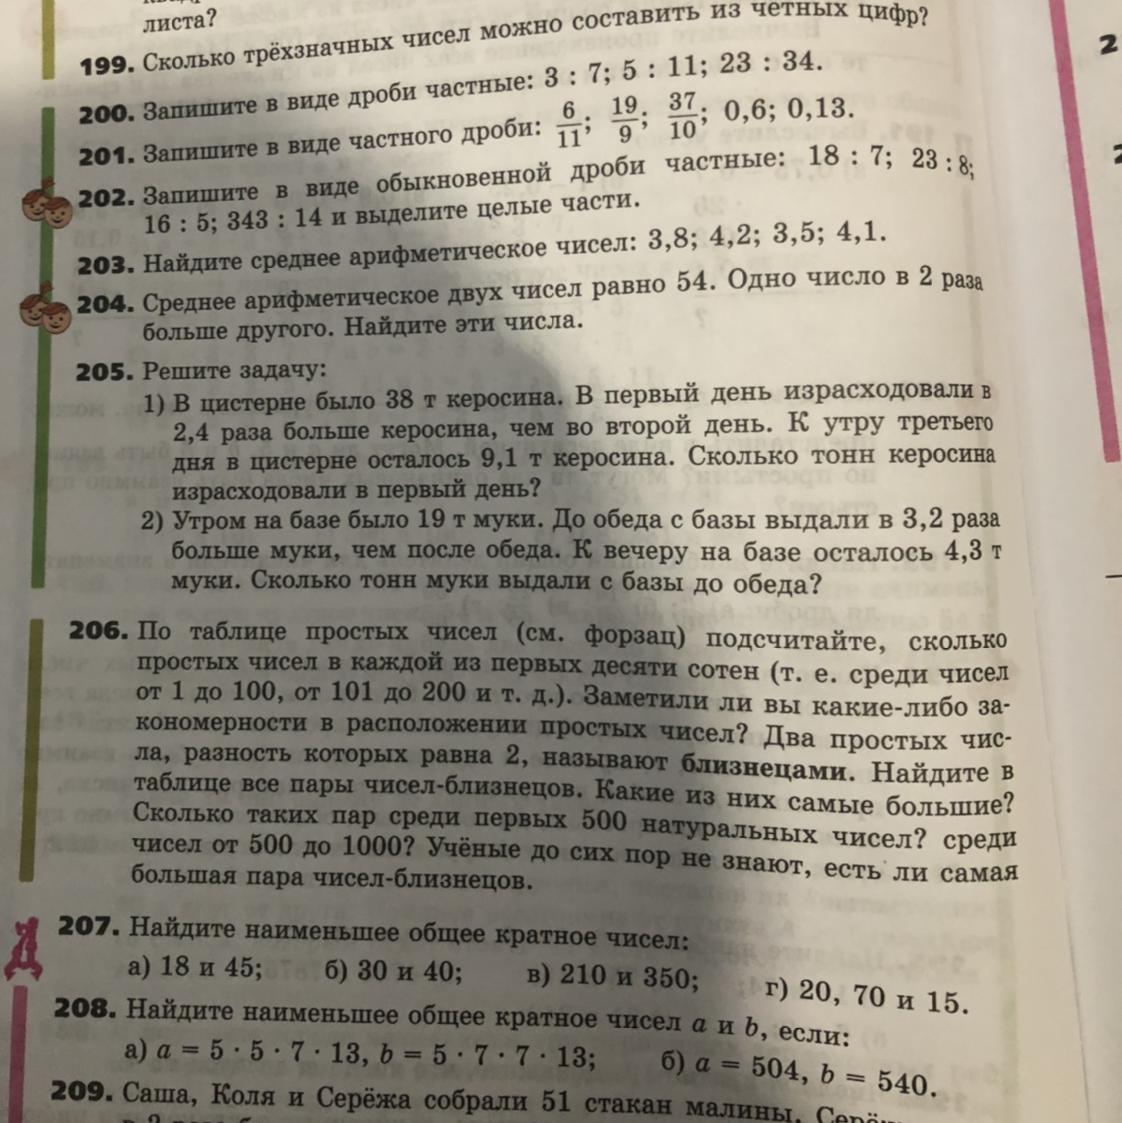 листа?
199. Сколько трёхзначных чисел можно составить из чётных цифр?
200. Запишите в виде дроби частные: 3 : 7; 5 : 11; 23 : 34.
201. Запишите в виде частного дроби: 6/11; 19/9; 37/10; 0,6; 0,13.
202. Запишите в виде обыкновенной дроби частные: 18 : 7; 23 : 8;
16 : 5; 343 : 14 и выделите целые части.
203. Найдите среднее арифметическое чисел: 3,8; 4,2; 3,5; 4,1.
204. Среднее арифметическое двух чисел равно 54. Одно число в 2 раза
больше другого. Найдите эти числа.
205. Решите задачу:
1) В цистерне было 38 т керосина. В первый день израсходовали в
2,4 раза больше керосина, чем во второй день. К утру третьего
дня в цистерне осталось 9,1 т керосина. Сколько тонн керосина
израсходовали в первый день?
2) Утром на базе было 19 т муки. До обеда с базы выдали в 3,2 раза
больше муки, чем после обеда. К вечеру на базе осталось 4,3 т
муки. Сколько тонн муки выдали с базы до обеда?
206. По таблице простых чисел (см. форзац) подсчитайте, сколько
простых чисел в каждой из первых десяти сотен (т. е. среди чисел
от 1 до 100, от 101 до 200 и т. д.). Заметили ли вы какие-либо за-
кономерности в расположении простых чисел? Два простых чис-
ла, разность которых равна 2, называют близнецами. Найдите в
таблице все пары чисел-близнецов. Какие из них самые большие?
Сколько таких пар среди первых 500 натуральных чисел? среди
чисел от 500 до 1000? Учёные до сих пор не знают, есть ли самая
большая пара чисел-близнецов.
Д
207. Найдите наименьшее общее кратное чисел:
а) 18 и 45; б) 30 и 40; в) 210 и 350; г) 20, 70 и 15.
208. Найдите наименьшее общее кратное чисел a и b, если:
а) a = 5 · 5 · 7 · 13, b = 5 · 7 · 7 · 13; б) a = 504, b = 540.
209. Саша, Коля и Серёжа собрали 51 стакан малины.